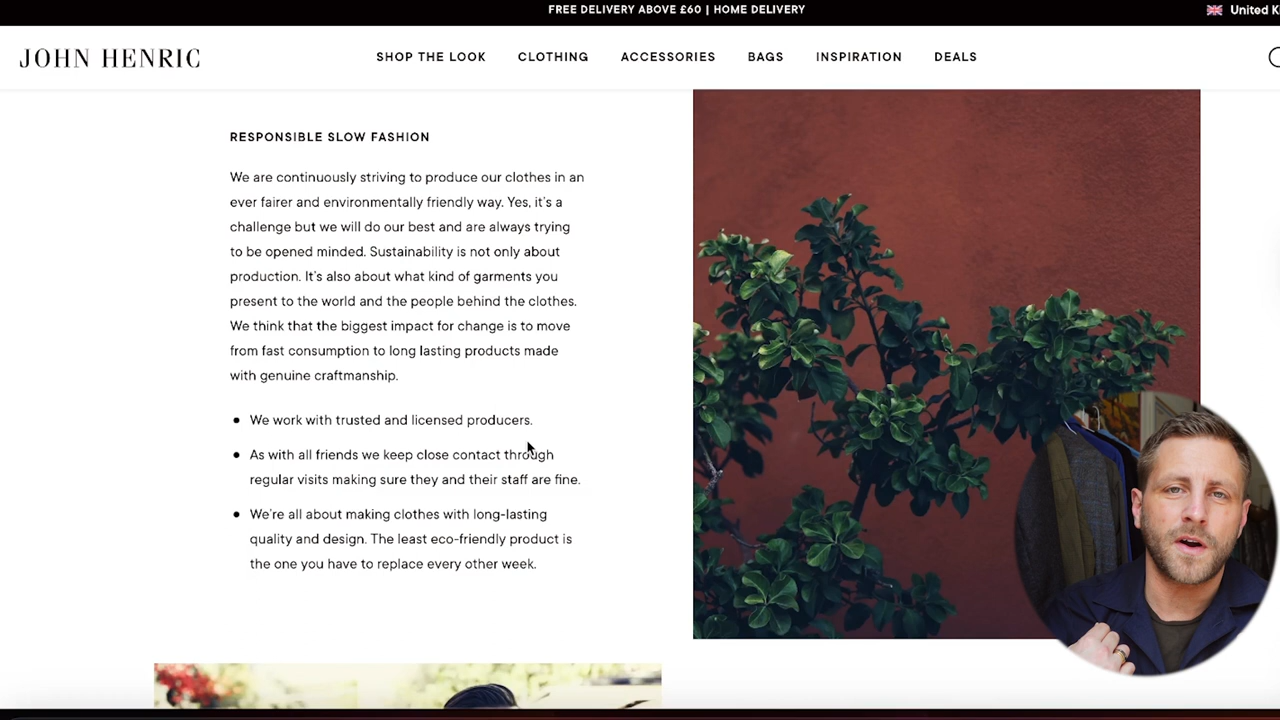 FREE DELIVERY ABOVE £60 | HOME DELIVERY
United K
JOHN HENRIC
SHOP THE LOOK CLOTHING ACCESSORIES BAGS INSPIRATION DEALS
RESPONSIBLE SLOW FASHION
We are continuously striving to produce our clothes in an
ever fairer and environmentally friendly way. Yes, it's a
challenge but we will do our best and are always trying
to be opened minded. Sustainability is not only about
production. It's also about what kind of garments you
present to the world and the people behind the clothes.
We think that the biggest impact for change is to move
from fast consumption to long lasting products made
with genuine craftmanship.
• We work with trusted and licensed producers.
• As with all friends we keep close contact through
regular visits making sure they and their staff are fine.
• We're all about making clothes with long-lasting
quality and design. The least eco-friendly product is
the one you have to replace every other week.